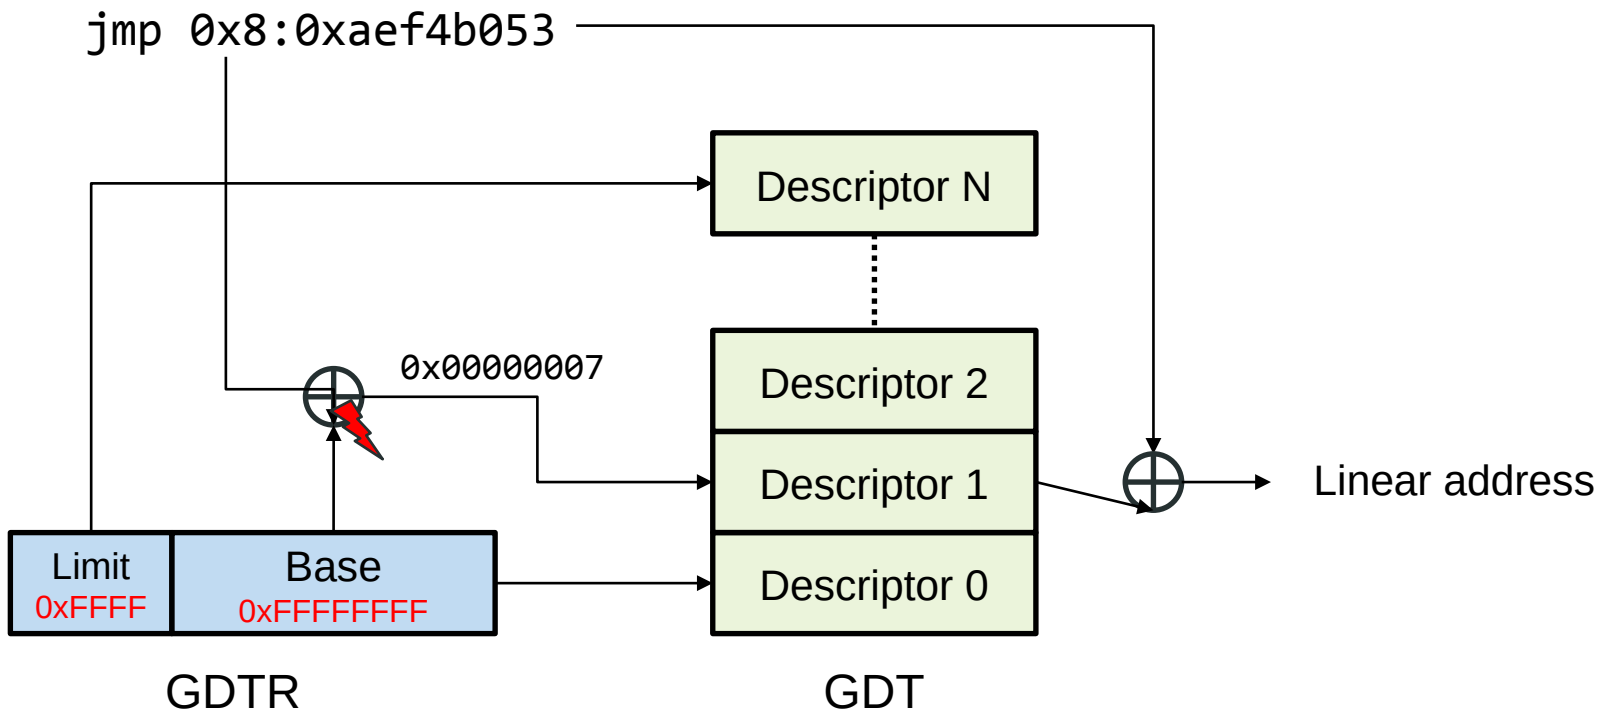 jmp 0x8:0xaef4b053
Descriptor N
0x00000007
Descriptor 2
Descriptor 1
Linear address
Limit
0xFFFF
Base
0xFFFFFFFF
Descriptor 0
GDTR
GDT